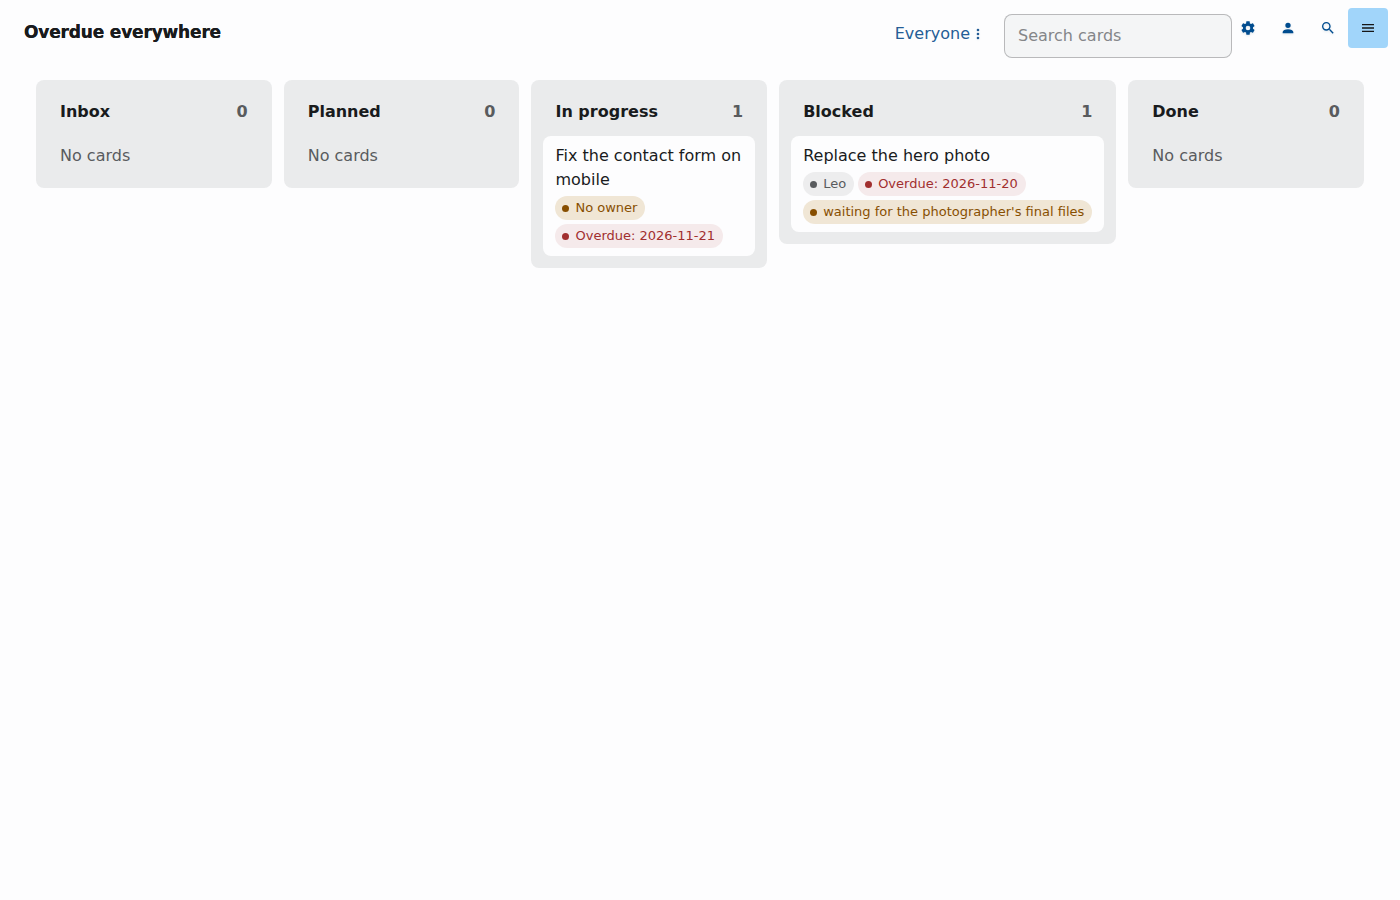 Overdue everywhere
Everyone
Search cards
Inbox 0
No cards
Planned 0
No cards
In progress 1
Fix the contact form on
mobile
No owner
Overdue: 2026-11-21
Blocked 1
Replace the hero photo
Leo Overdue: 2026-11-20
waiting for the photographer's final files
Done 0
No cards